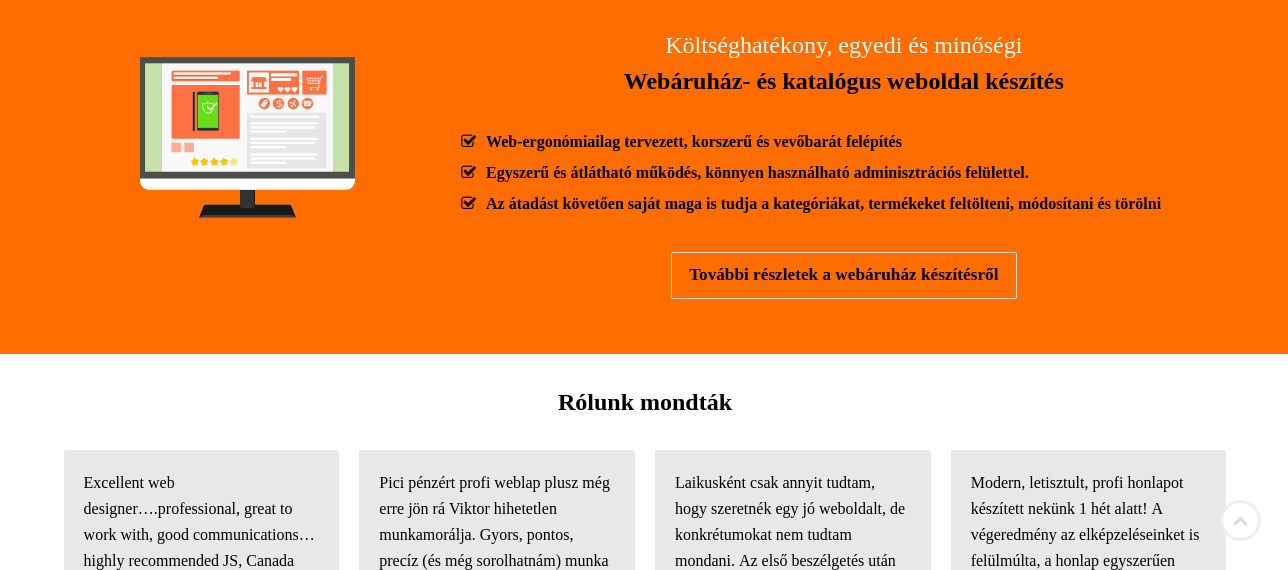 Költséghatékony, egyedi és minőségi
Webáruház- és katalógus weboldal készítés
Web-ergonómiailag tervezett, korszerű és vevőbarát felépítés
Egyszerű és átlátható működés, könnyen használható adminisztrációs felülettel.
Az átadást követően saját maga is tudja a kategóriákat, termékeket feltölteni, módosítani és törölni
További részletek a webáruház készítésről
Rólunk mondták
Excellent web
designer….professional, great to
work with, good communications…
highly recommended JS, Canada
Pici pénzért profi weblap plusz még
erre jön rá Viktor hihetetlen
munkamorálja. Gyors, pontos,
precíz (és még sorolhatnám) munka
Laikusként csak annyit tudtam,
hogy szeretnék egy jó weboldalt, de
konkrétumokat nem tudtam
mondani. Az első beszélgetés után
Modern, letisztult, profi honlapot
készített nekünk 1 hét alatt! A
végeredmény az elképzeléseinket is
felülmúlta, a honlap egyszerűen